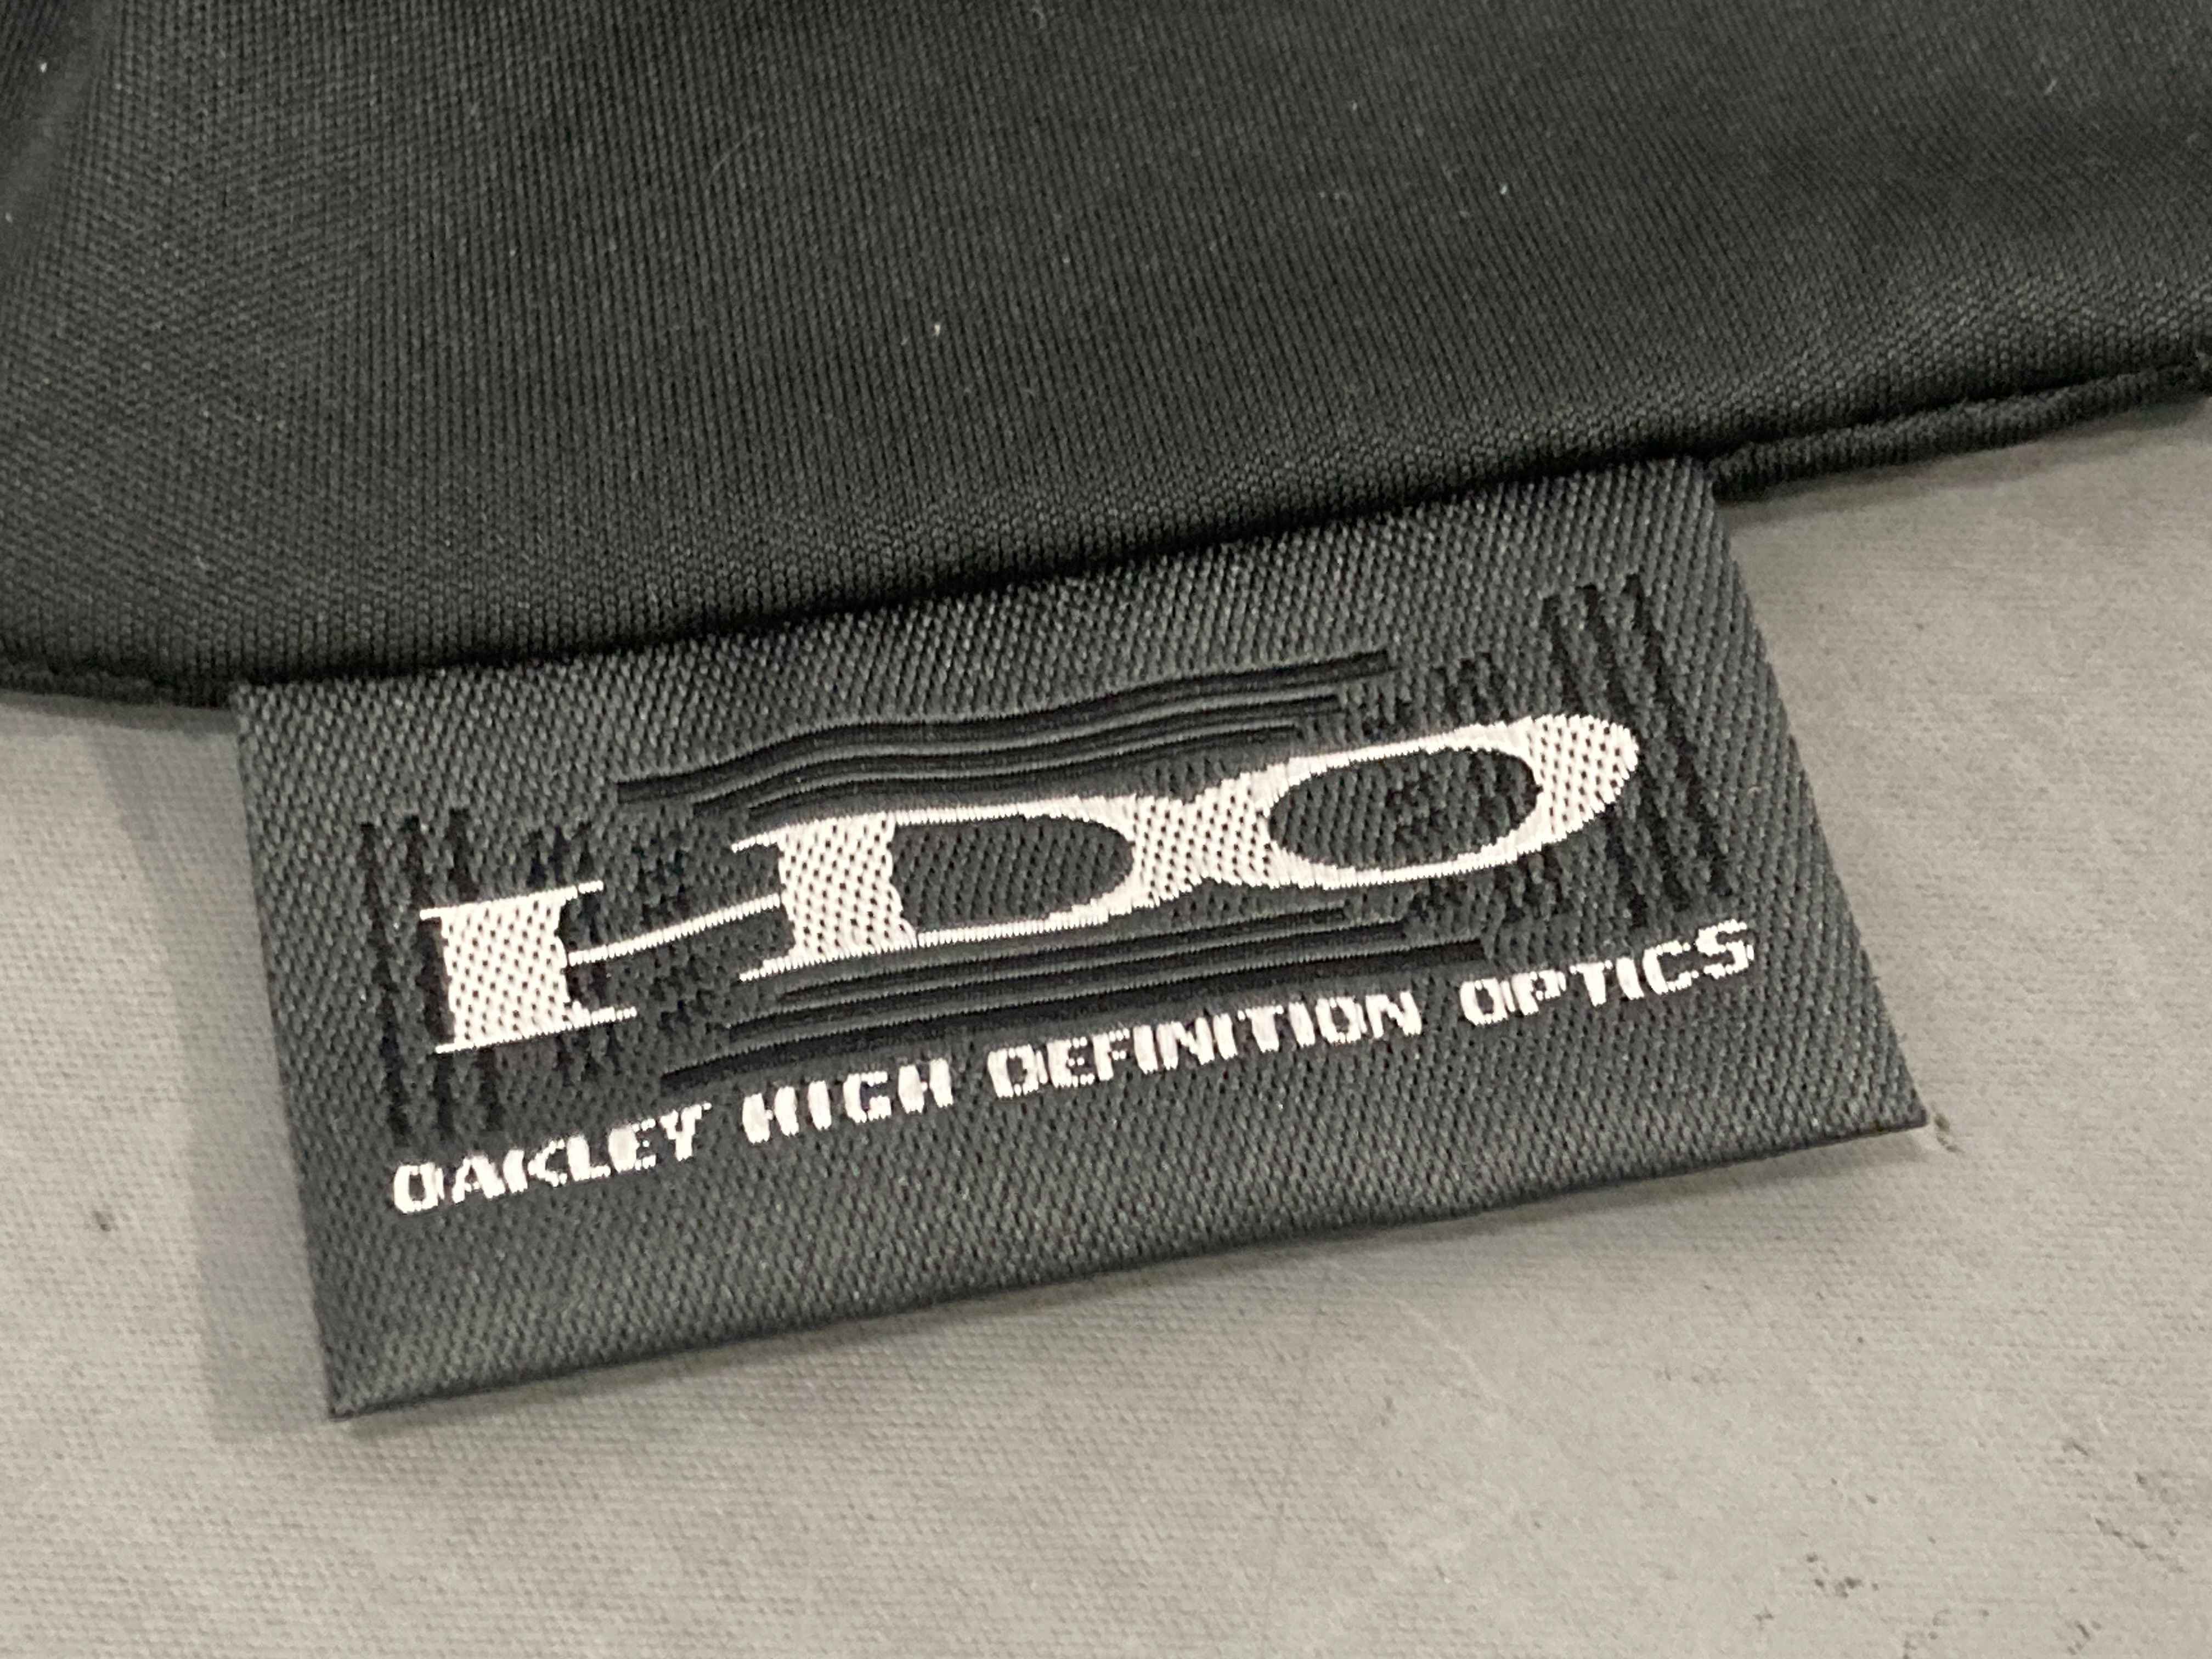 HDO
OAKLEY HIGH DEFINITION OPTICS